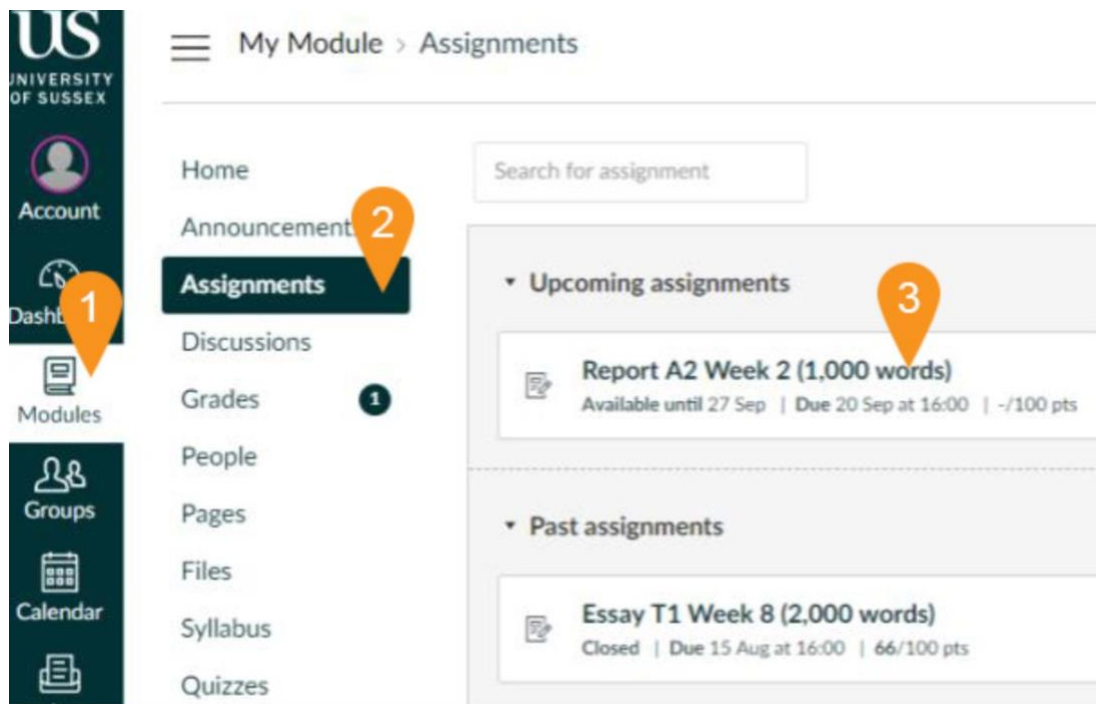 US
UNIVERSITY
OF SUSSEX
Account
Modules
Groups
Calendar
My Module > Assignments
Home
2
1
Assignments
Discussions
Grades 1
People
Pages
Files
Syllabus
Quizzes
Search for assignment
Upcoming assignments
3
Report A2 Week 2 (1,000 words)
Available until 27 Sep | Due 20 Sep at 16:00 | -/100 pts
Past assignments
Essay T1 Week 8 (2,000 words)
Closed | Due 15 Aug at 16:00 | 66/100 pts